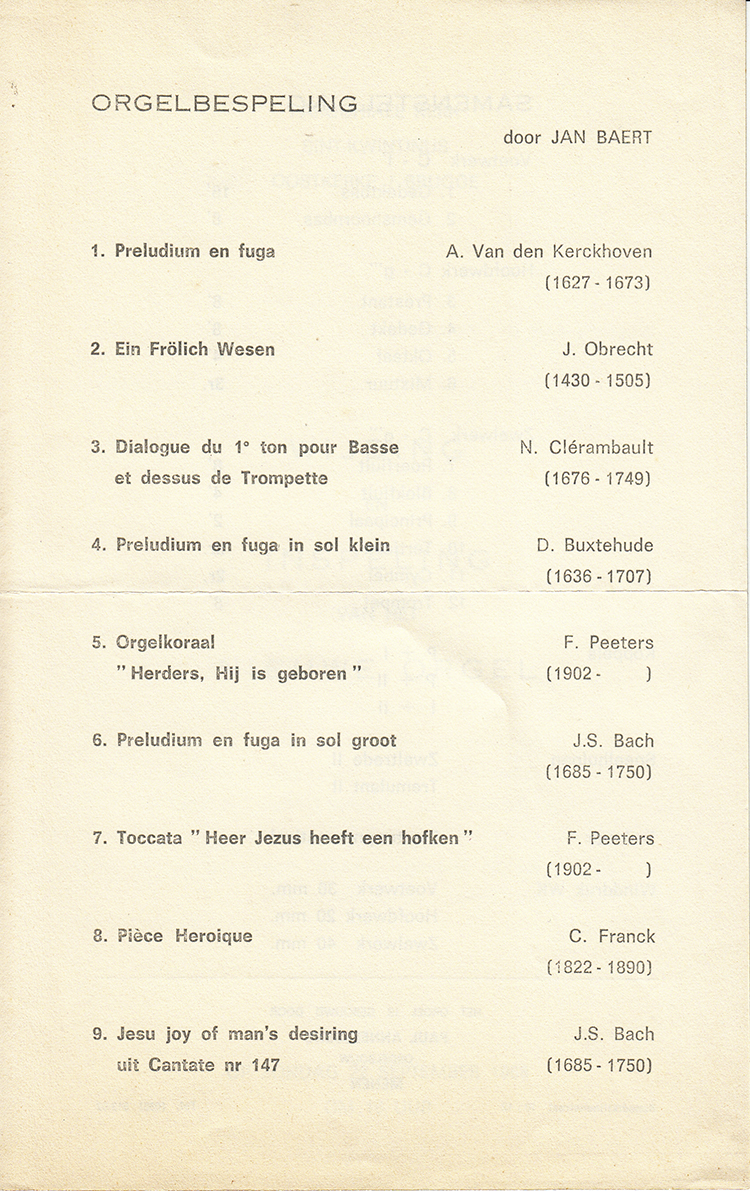 ORGELBESPELING
door JAN BAERT
1. Preludium en fuga A. Van den Kerckhoven
(1627 - 1673)
2. Ein Frölich Wesen J. Obrecht
(1430 - 1505)
3. Dialogue du 1° ton pour Basse N. Clérambault
et dessus de Trompette (1676 - 1749)
4. Preludium en fuga in sol klein D. Buxtehude
(1636 - 1707)
5. Orgelkoraal F. Peeters
" Herders, Hij is geboren " (1902 - )
6. Preludium en fuga in sol groot J.S. Bach
(1685 - 1750)
7. Toccata " Heer Jezus heeft een hofken " F. Peeters
(1902 - )
8. Pièce Heroique C. Franck
(1822 - 1890)
9. Jesu joy of man's desiring J.S. Bach
uit Cantate nr 147 (1685 - 1750)